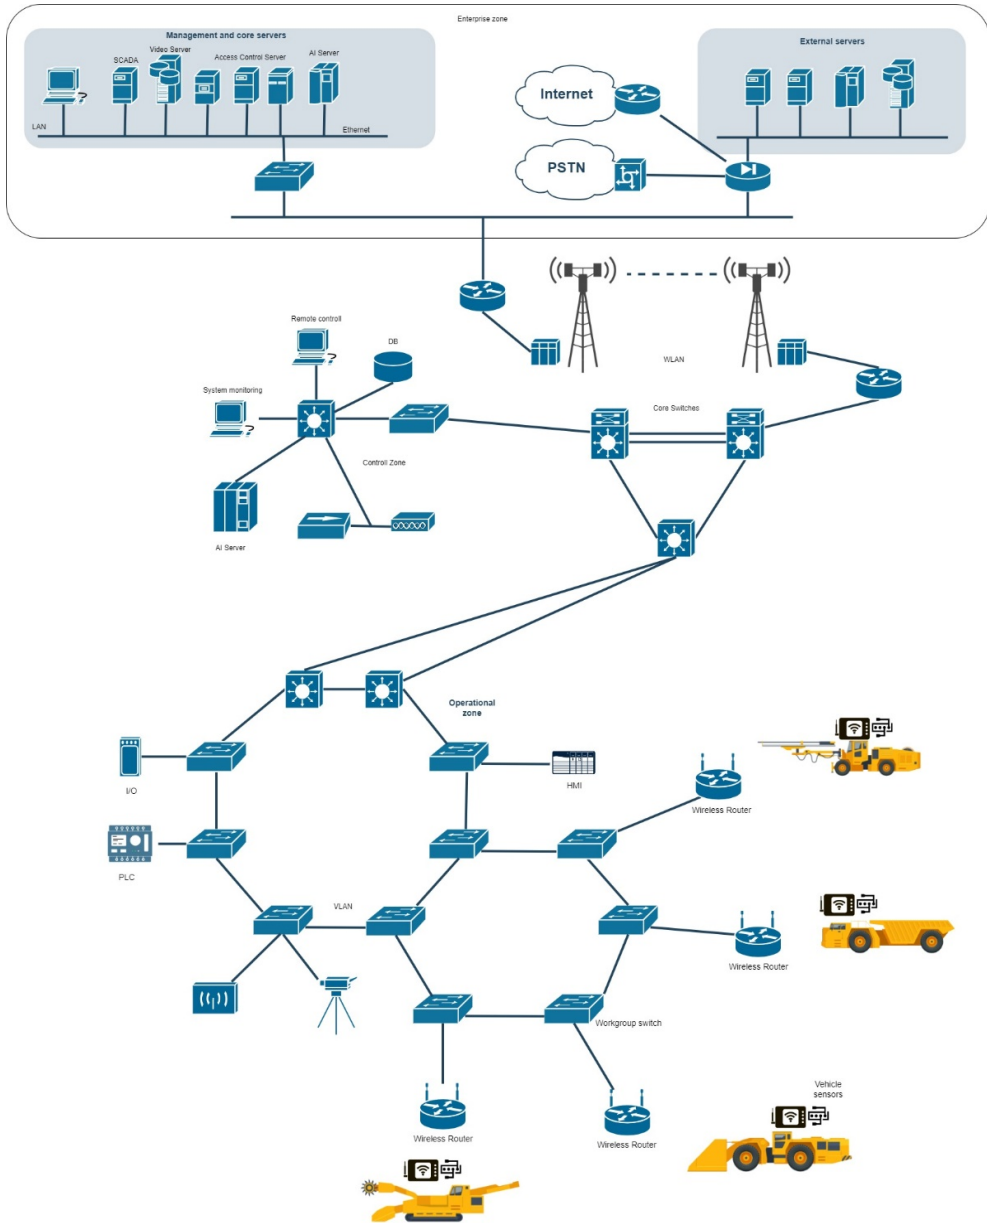 Enterprise zone
Management and core servers
External servers
Video Server
SCADA
Access Control Server
AI Server
LAN
Ethernet
Internet
PSTN
Remote controll
DB
WLAN
System monitoring
Core Switches
Controll Zone
AI Server
Operational
zone
I/O
HMI
Wireless Router
PLC
VLAN
Wireless Router
Workgroup switch
Vehicle
sensors
Wireless Router
Wireless Router